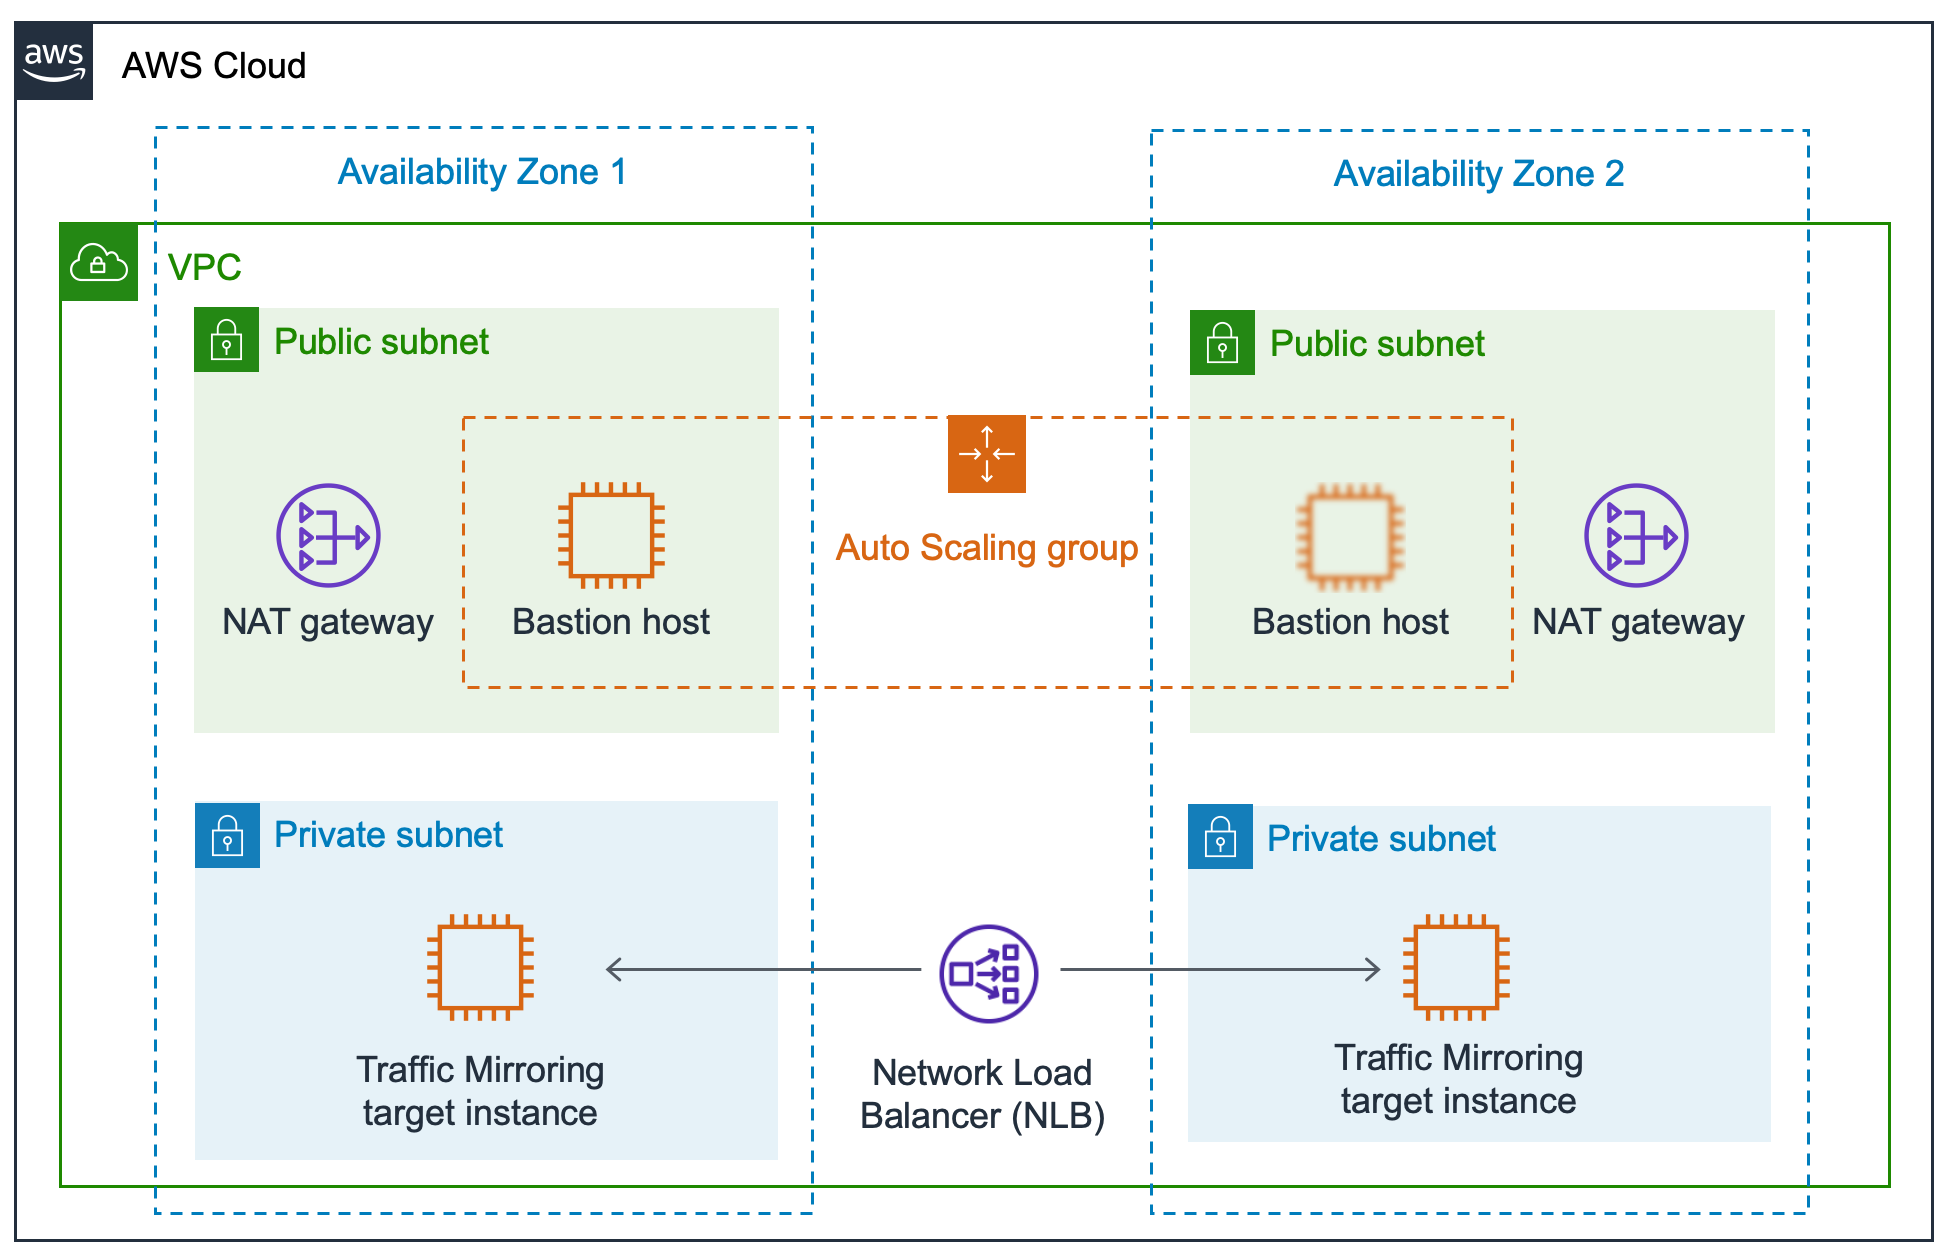 aws
AWS Cloud
Availability Zone 1
Availability Zone 2
VPC
Public subnet
Public subnet
Auto Scaling group
NAT gateway
Bastion host
Bastion host
NAT gateway
Private subnet
Private subnet
Traffic Mirroring
target instance
Network Load
Balancer (NLB)
Traffic Mirroring
target instance